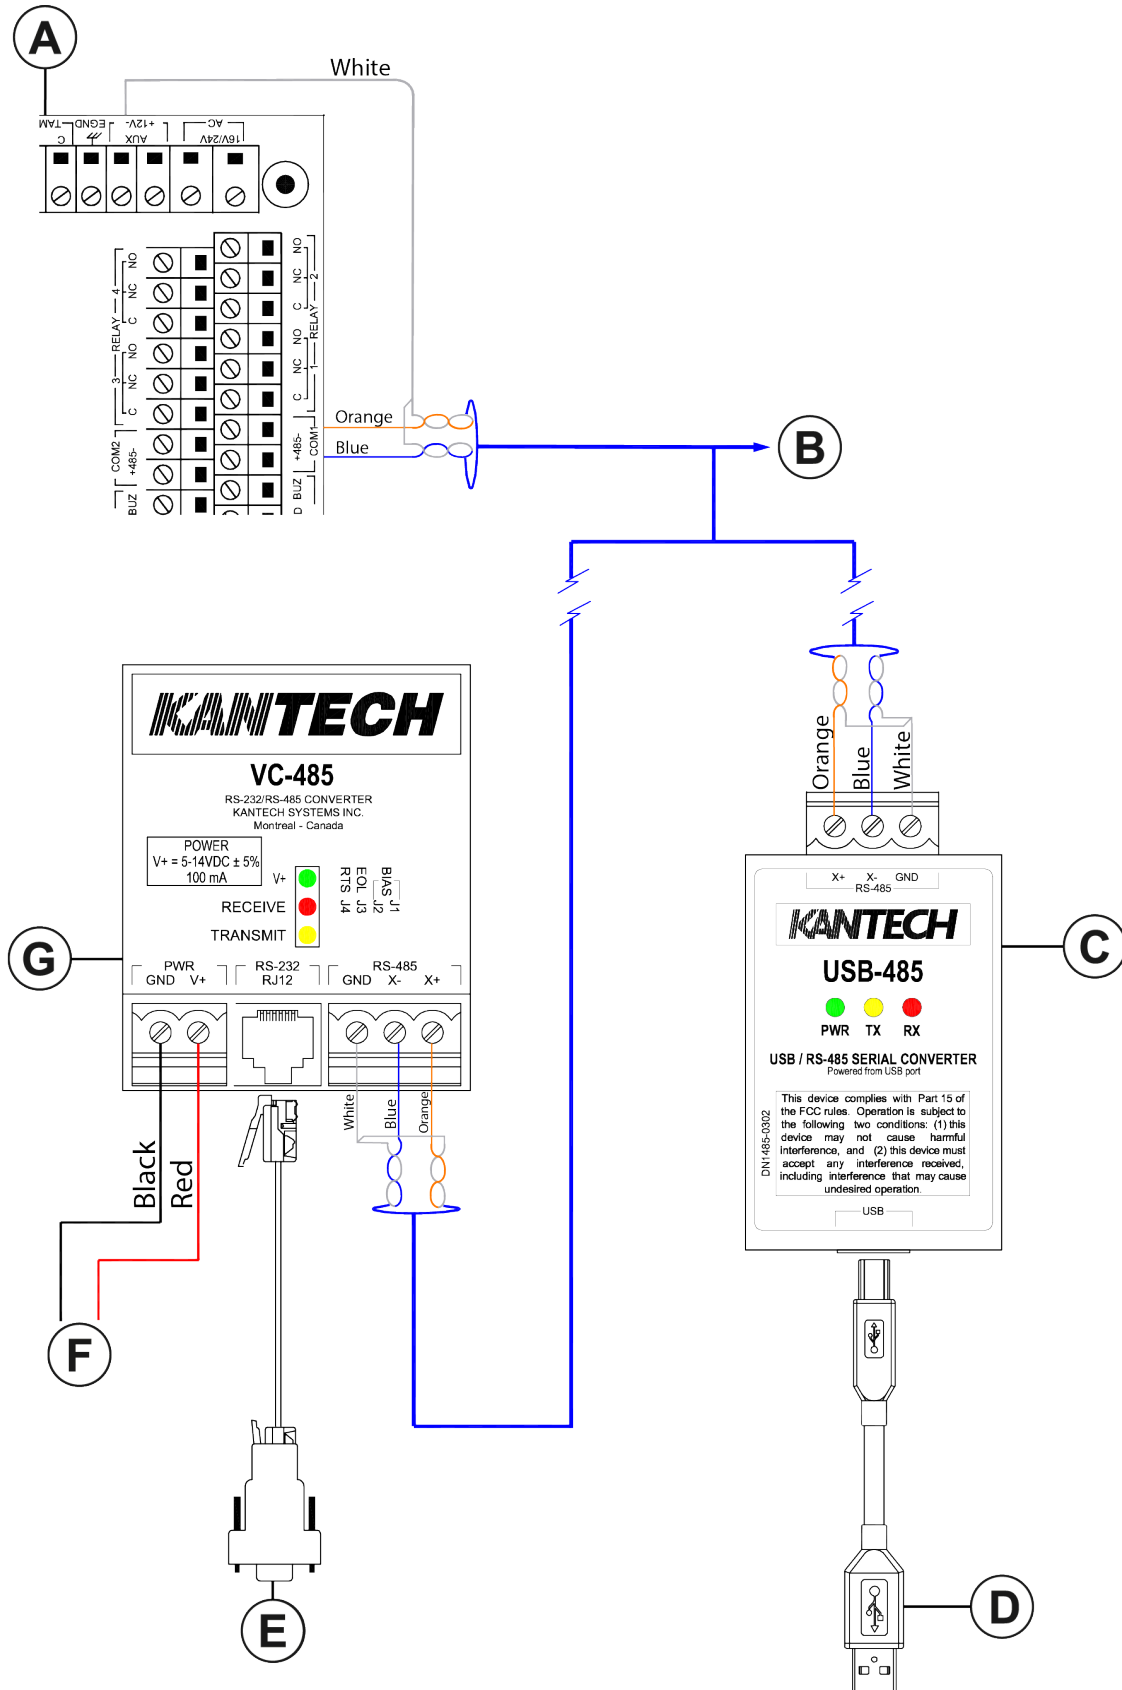 A
White
TAM
EGND
+12V-
AC
C
AUX
16V/24V
NO
NC
C
4
RELAY
NO
NC
C
3
COM2
+485-
BUZ
NO
NC
C
2
RELAY
NO
NC
C
1
COM1
+485-
BUZ
D
Orange
Blue
B
KANTECH
VC-485
RS-232/RS-485 CONVERTER
KANTECH SYSTEMS INC.
Montreal - Canada
POWER
V+ = 5-14VDC ± 5%
100 mA
V+
RECEIVE
TRANSMIT
BIAS J1
J2
EOL J3
RTS J4
G
PWR
GND V+
RS-232
RJ12
RS-485
GND X- X+
White
Blue
Orange
Black
Red
F
E
Orange
Blue
White
X+ X- GND
RS-485
KANTECH
USB-485
PWR TX RX
USB / RS-485 SERIAL CONVERTER
Powered from USB port
DN1485-0302
This device complies with Part 15 of
the FCC rules. Operation is subject to
the following two conditions: (1) this
device may not cause harmful
interference, and (2) this device must
accept any interference received,
including interference that may cause
undesired operation.
USB
C
D